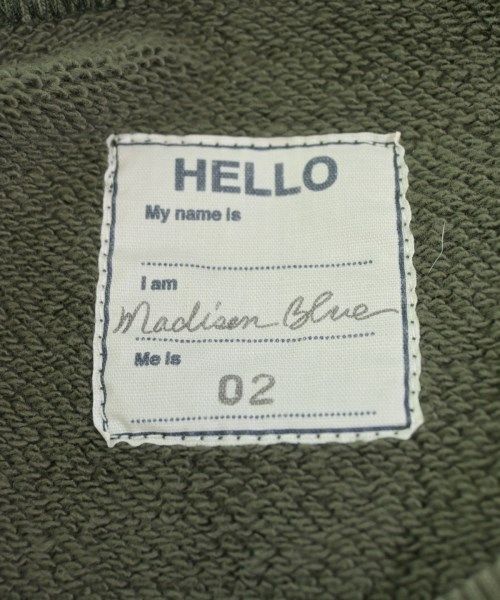 HELLO
My name is
I am
Madison Blue
Me is
02